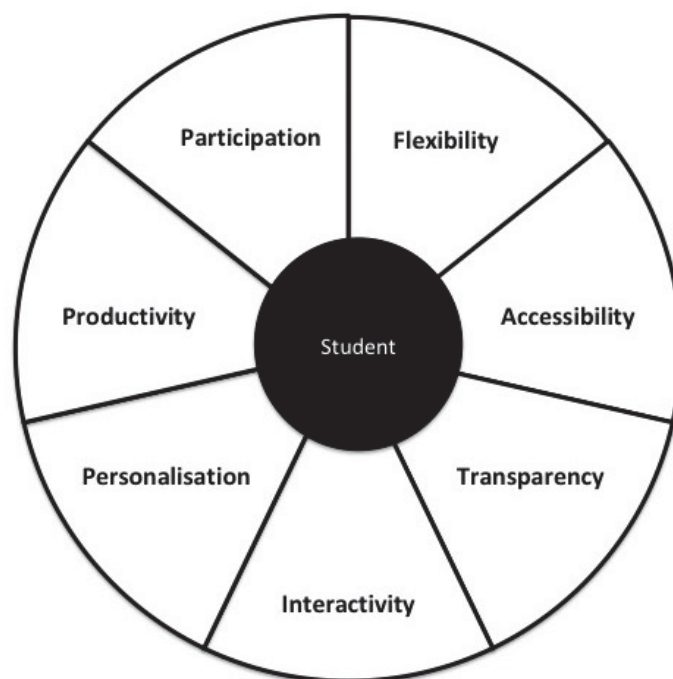 Participation
Flexibility
Productivity
Student
Accessibility
Personalisation
Transparency
Interactivity